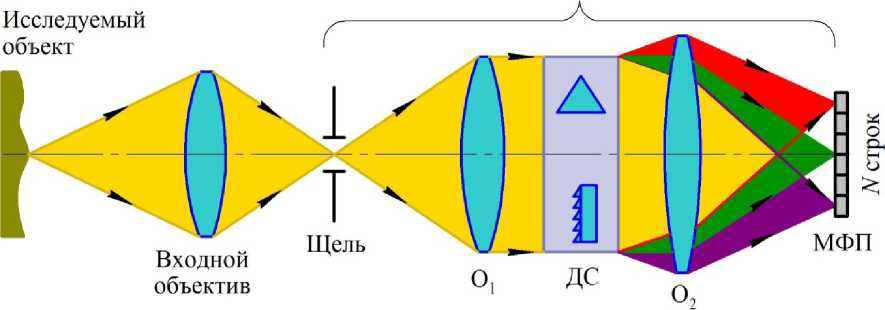 Исследуемый
объект
Входной
объектив
Щель
O₁
ДС
O₂
МФП
N строк